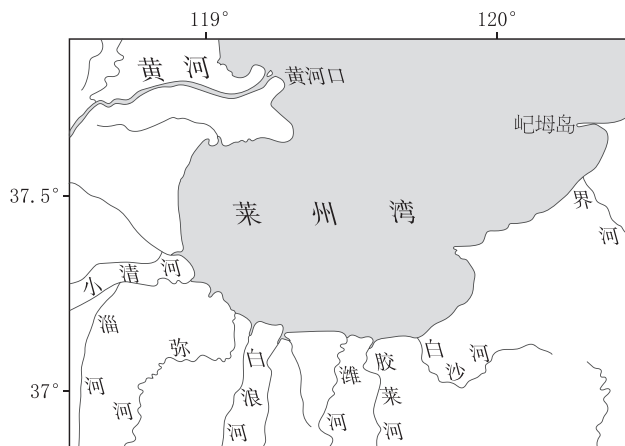 119°
120°
黄河
黄河口
屺㟂岛
37.5°
莱州湾
界河
小清河
淄河
弥河
白浪河
潍河
胶莱河
白沙河
37°